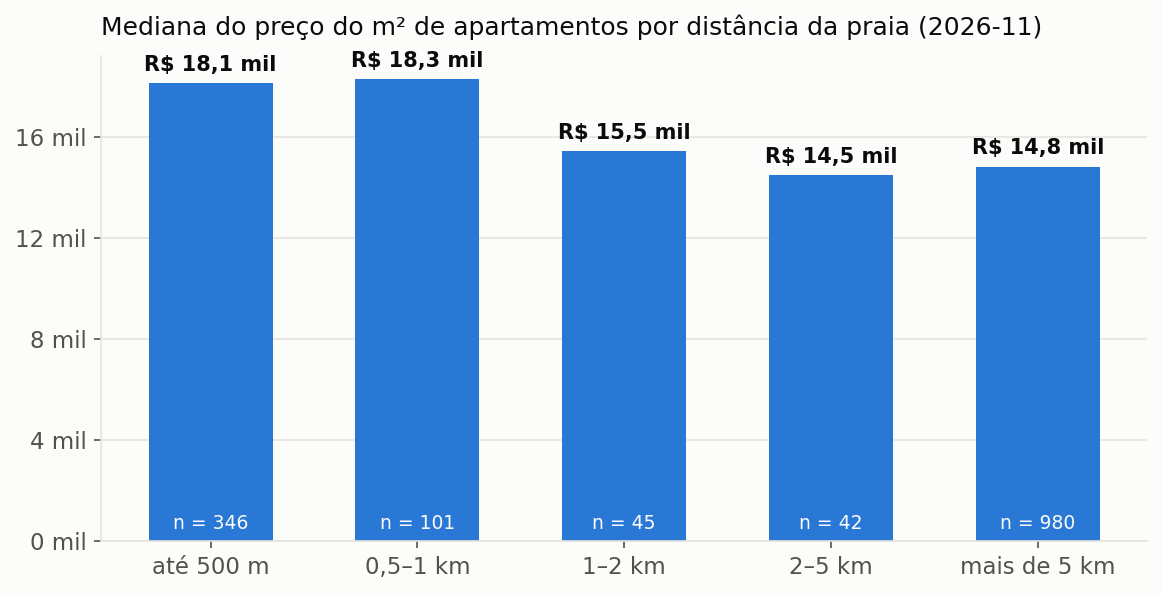 Mediana do preço do m² de apartamentos por distância da praia (2026-11)
R$ 18,1 mil
R$ 18,3 mil
R$ 15,5 mil
R$ 14,5 mil
R$ 14,8 mil
16 mil
12 mil
8 mil
4 mil
0 mil
n = 346
n = 101
n = 45
n = 42
n = 980
até 500 m
0,5–1 km
1–2 km
2–5 km
mais de 5 km